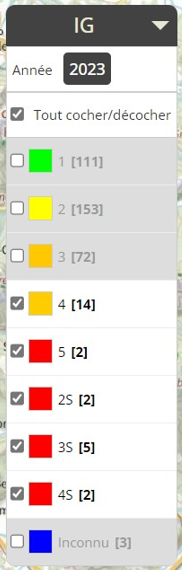 IG
Année 2023
Tout cocher/décocher
1 [111]
2 [153]
3 [72]
4 [14]
5 [2]
2S [2]
3S [5]
4S [2]
Inconnu [3]